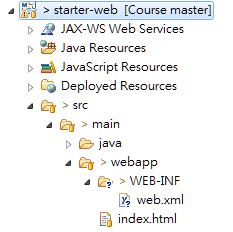 > starter-web [Course master]
JAX-WS Web Services
Java Resources
JavaScript Resources
Deployed Resources
> src
> main
java
> webapp
> WEB-INF
web.xml
index.html